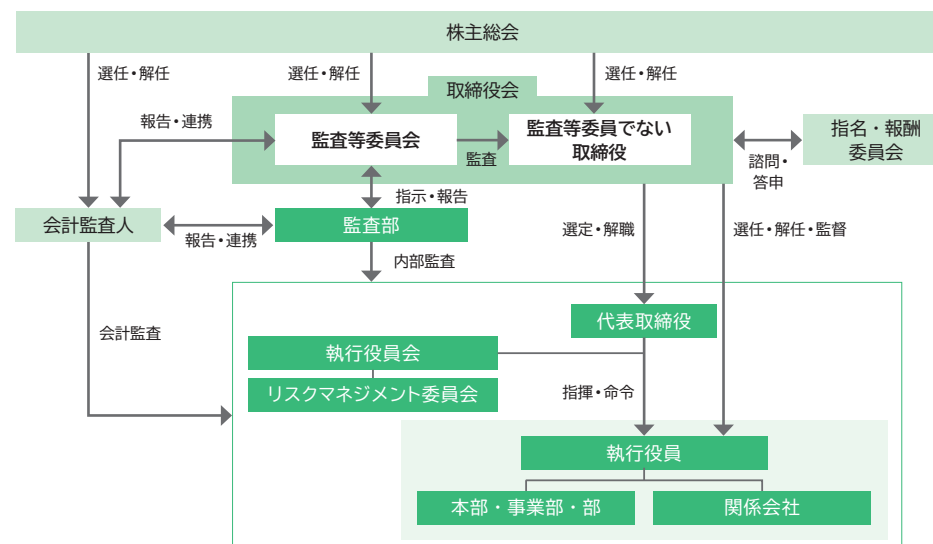 株主総会
選任・解任
選任・解任
選任・解任
取締役会
報告・連携
監査等委員会
監査
監査等委員でない
取締役
指名・報酬
委員会
諮問・
答申
指示・報告
会計監査人
報告・連携
監査部
選定・解職
選任・解任・監督
内部監査
会計監査
代表取締役
執行役員会
リスクマネジメント委員会
指揮・命令
執行役員
本部・事業部・部
関係会社